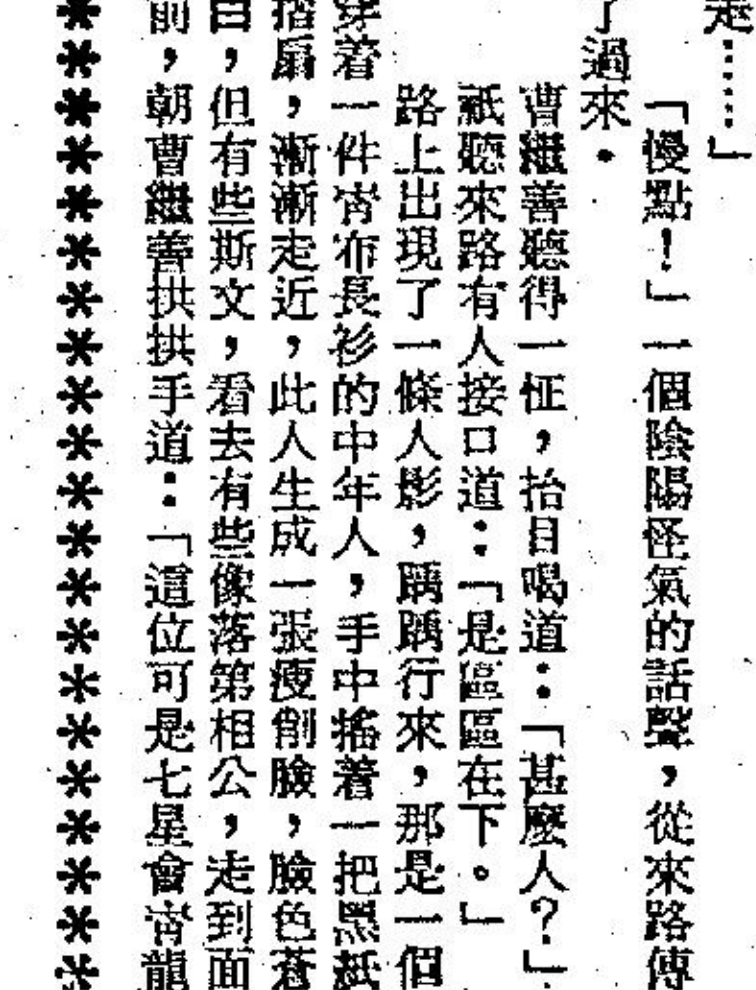 走……」
「慢點！」一個陰陽怪氣的話聲，從來路傳
了過來．
曹繼善聽得一怔，抬目喝道：「甚麼人？」
祇聽來路有人接口道：「是區區在下。」
路上出現了一條人影，踽踽行來，那是一個
穿着一件靑布長衫的中年人，手中搖着一把黑紙
摺扇，漸漸走近，此人生成一張瘦削臉，臉色蒼
白，但有些斯文，看去有些像落第相公，走到面
前，朝曹繼善拱拱手道：「這位可是七星會靑龍
＊＊＊＊＊＊＊＊＊＊＊＊＊＊＊＊＊＊＊＊